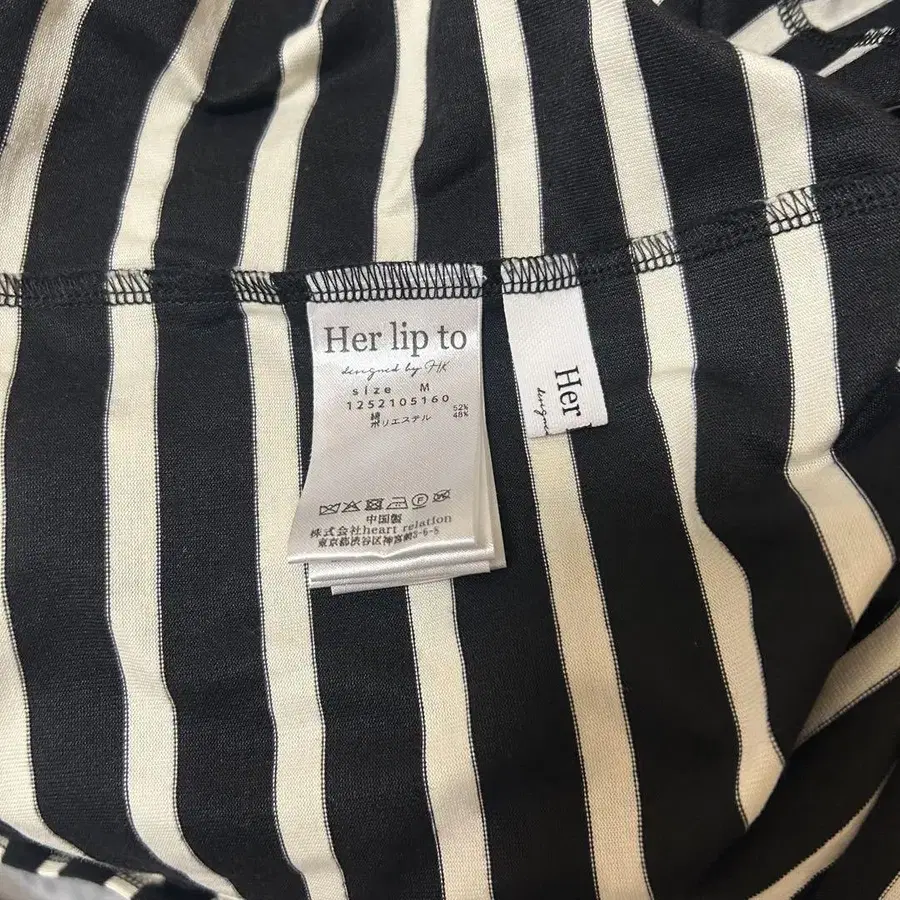 Her lip to
designed by HK
size M
1252105160
綿 52%
ポリエステル 48%
F
中国製
株式会社heart relation
東京都渋谷区神宮前3-6-8
Her
designed